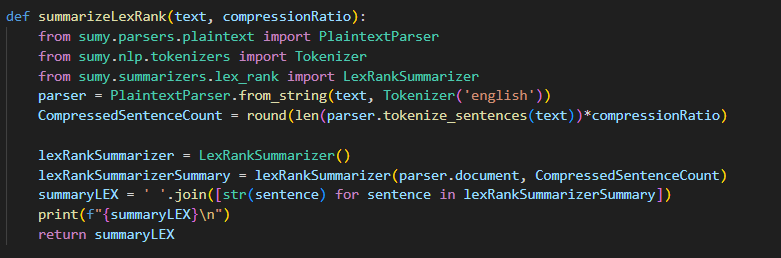 def summarizeLexRank(text, compressionRatio):
    from sumy.parsers.plaintext import PlaintextParser
    from sumy.nlp.tokenizers import Tokenizer
    from sumy.summarizers.lex_rank import LexRankSummarizer
    parser = PlaintextParser.from_string(text, Tokenizer('english'))
    CompressedSentenceCount = round(len(parser.tokenize_sentences(text))*compressionRatio)

    lexRankSummarizer = LexRankSummarizer()
    lexRankSummarizerSummary = lexRankSummarizer(parser.document, CompressedSentenceCount)
    summaryLEX = ' '.join([str(sentence) for sentence in lexRankSummarizerSummary])
    print(f"{summaryLEX}\n")
    return summaryLEX